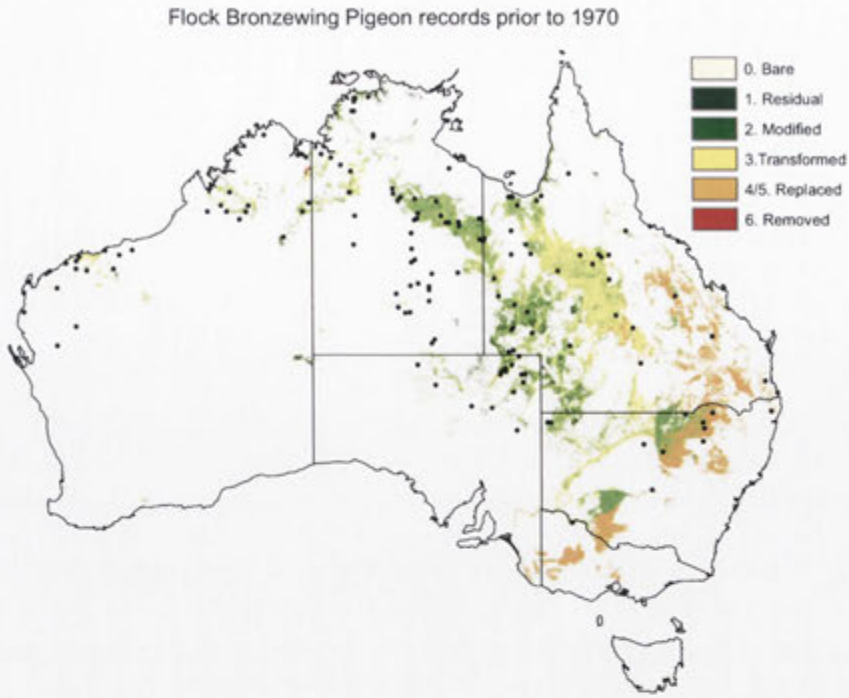 Flock Bronzewing Pigeon records prior to 1970
0. Bare
1. Residual
2. Modified
3.Transformed
4/5. Replaced
6. Removed